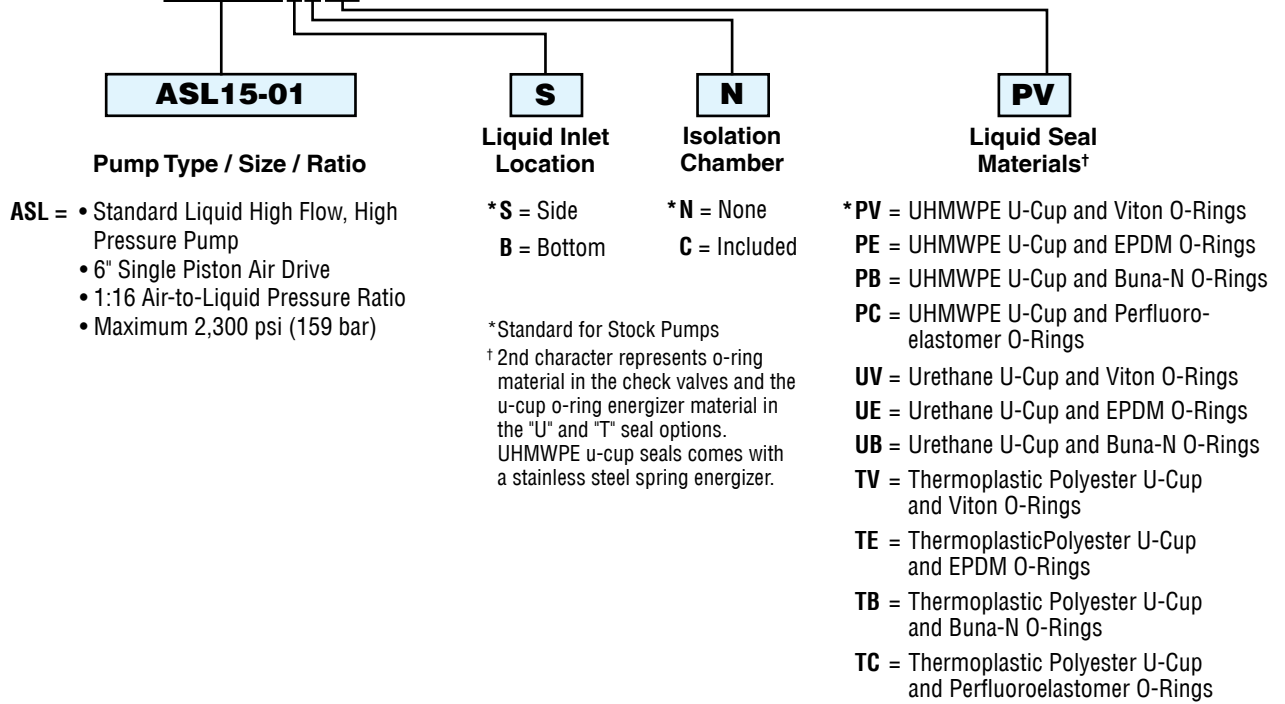 ASL15-01
Pump Type / Size / Ratio
ASL = • Standard Liquid High Flow, High
Pressure Pump
• 6" Single Piston Air Drive
• 1:16 Air-to-Liquid Pressure Ratio
• Maximum 2,300 psi (159 bar)
S
Liquid Inlet
Location
*S = Side
B = Bottom
N
Isolation
Chamber
*N = None
C = Included
*Standard for Stock Pumps
† 2nd character represents o-ring
material in the check valves and the
u-cup o-ring energizer material in
the "U" and "T" seal options.
UHMWPE u-cup seals comes with
a stainless steel spring energizer.
PV
Liquid Seal
Materials†
*PV = UHMWPE U-Cup and Viton O-Rings
PE = UHMWPE U-Cup and EPDM O-Rings
PB = UHMWPE U-Cup and Buna-N O-Rings
PC = UHMWPE U-Cup and Perfluoro-
elastomer O-Rings
UV = Urethane U-Cup and Viton O-Rings
UE = Urethane U-Cup and EPDM O-Rings
UB = Urethane U-Cup and Buna-N O-Rings
TV = Thermoplastic Polyester U-Cup
and Viton O-Rings
TE = ThermoplasticPolyester U-Cup
and EPDM O-Rings
TB = Thermoplastic Polyester U-Cup
and Buna-N O-Rings
TC = Thermoplastic Polyester U-Cup
and Perfluoroelastomer O-Rings